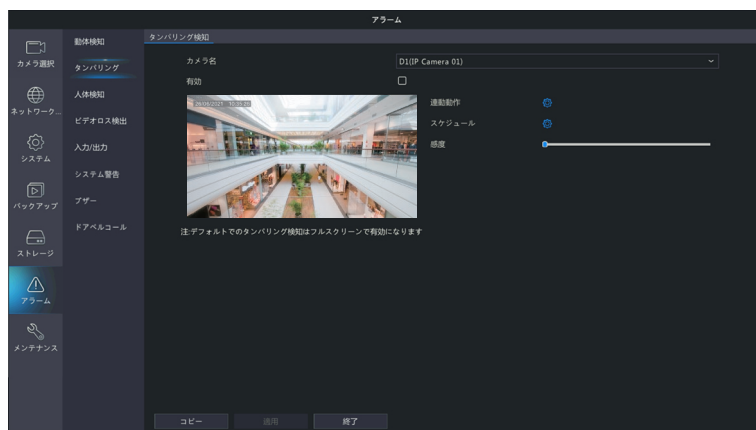 アラーム
カメラ選択
ネットワーク...
システム
バックアップ
ストレージ
アラーム
メンテナンス
動体検知
タンパリング
人体検知
ビデオロス検出
入力/出力
システム警告
ブザー
ドアベルコール
タンパリング検知
カメラ名
D1(IP Camera 01)
有効
連動動作
スケジュール
感度
注:デフォルトでのタンパリング検知はフルスクリーンで有効になります
コピー
適用
終了